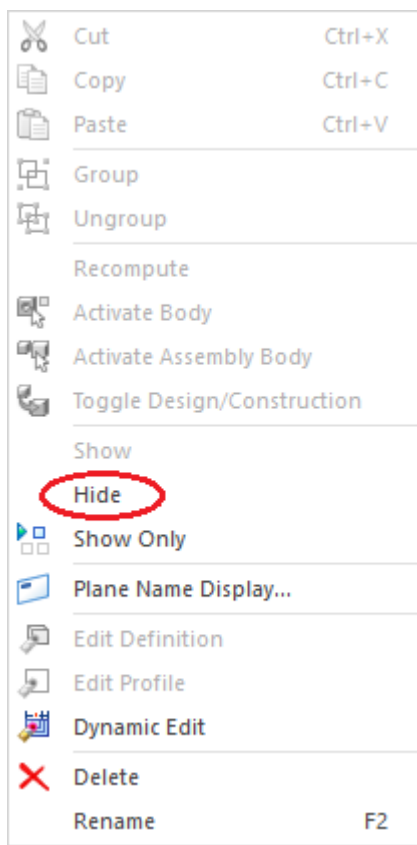 Cut Ctrl+X
Copy Ctrl+C
Paste Ctrl+V
Group
Ungroup
Recompute
Activate Body
Activate Assembly Body
Toggle Design/Construction
Show
Hide
Show Only
Plane Name Display...
Edit Definition
Edit Profile
Dynamic Edit
Delete
Rename F2